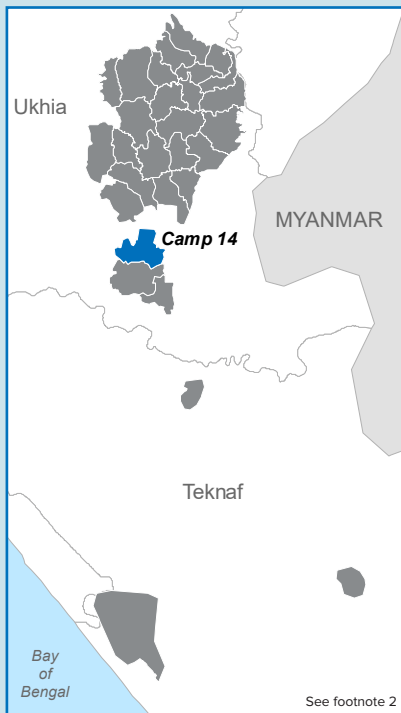 Ukhia
MYANMAR
Camp 14
Teknaf
Bay
of
Bengal
See footnote 2